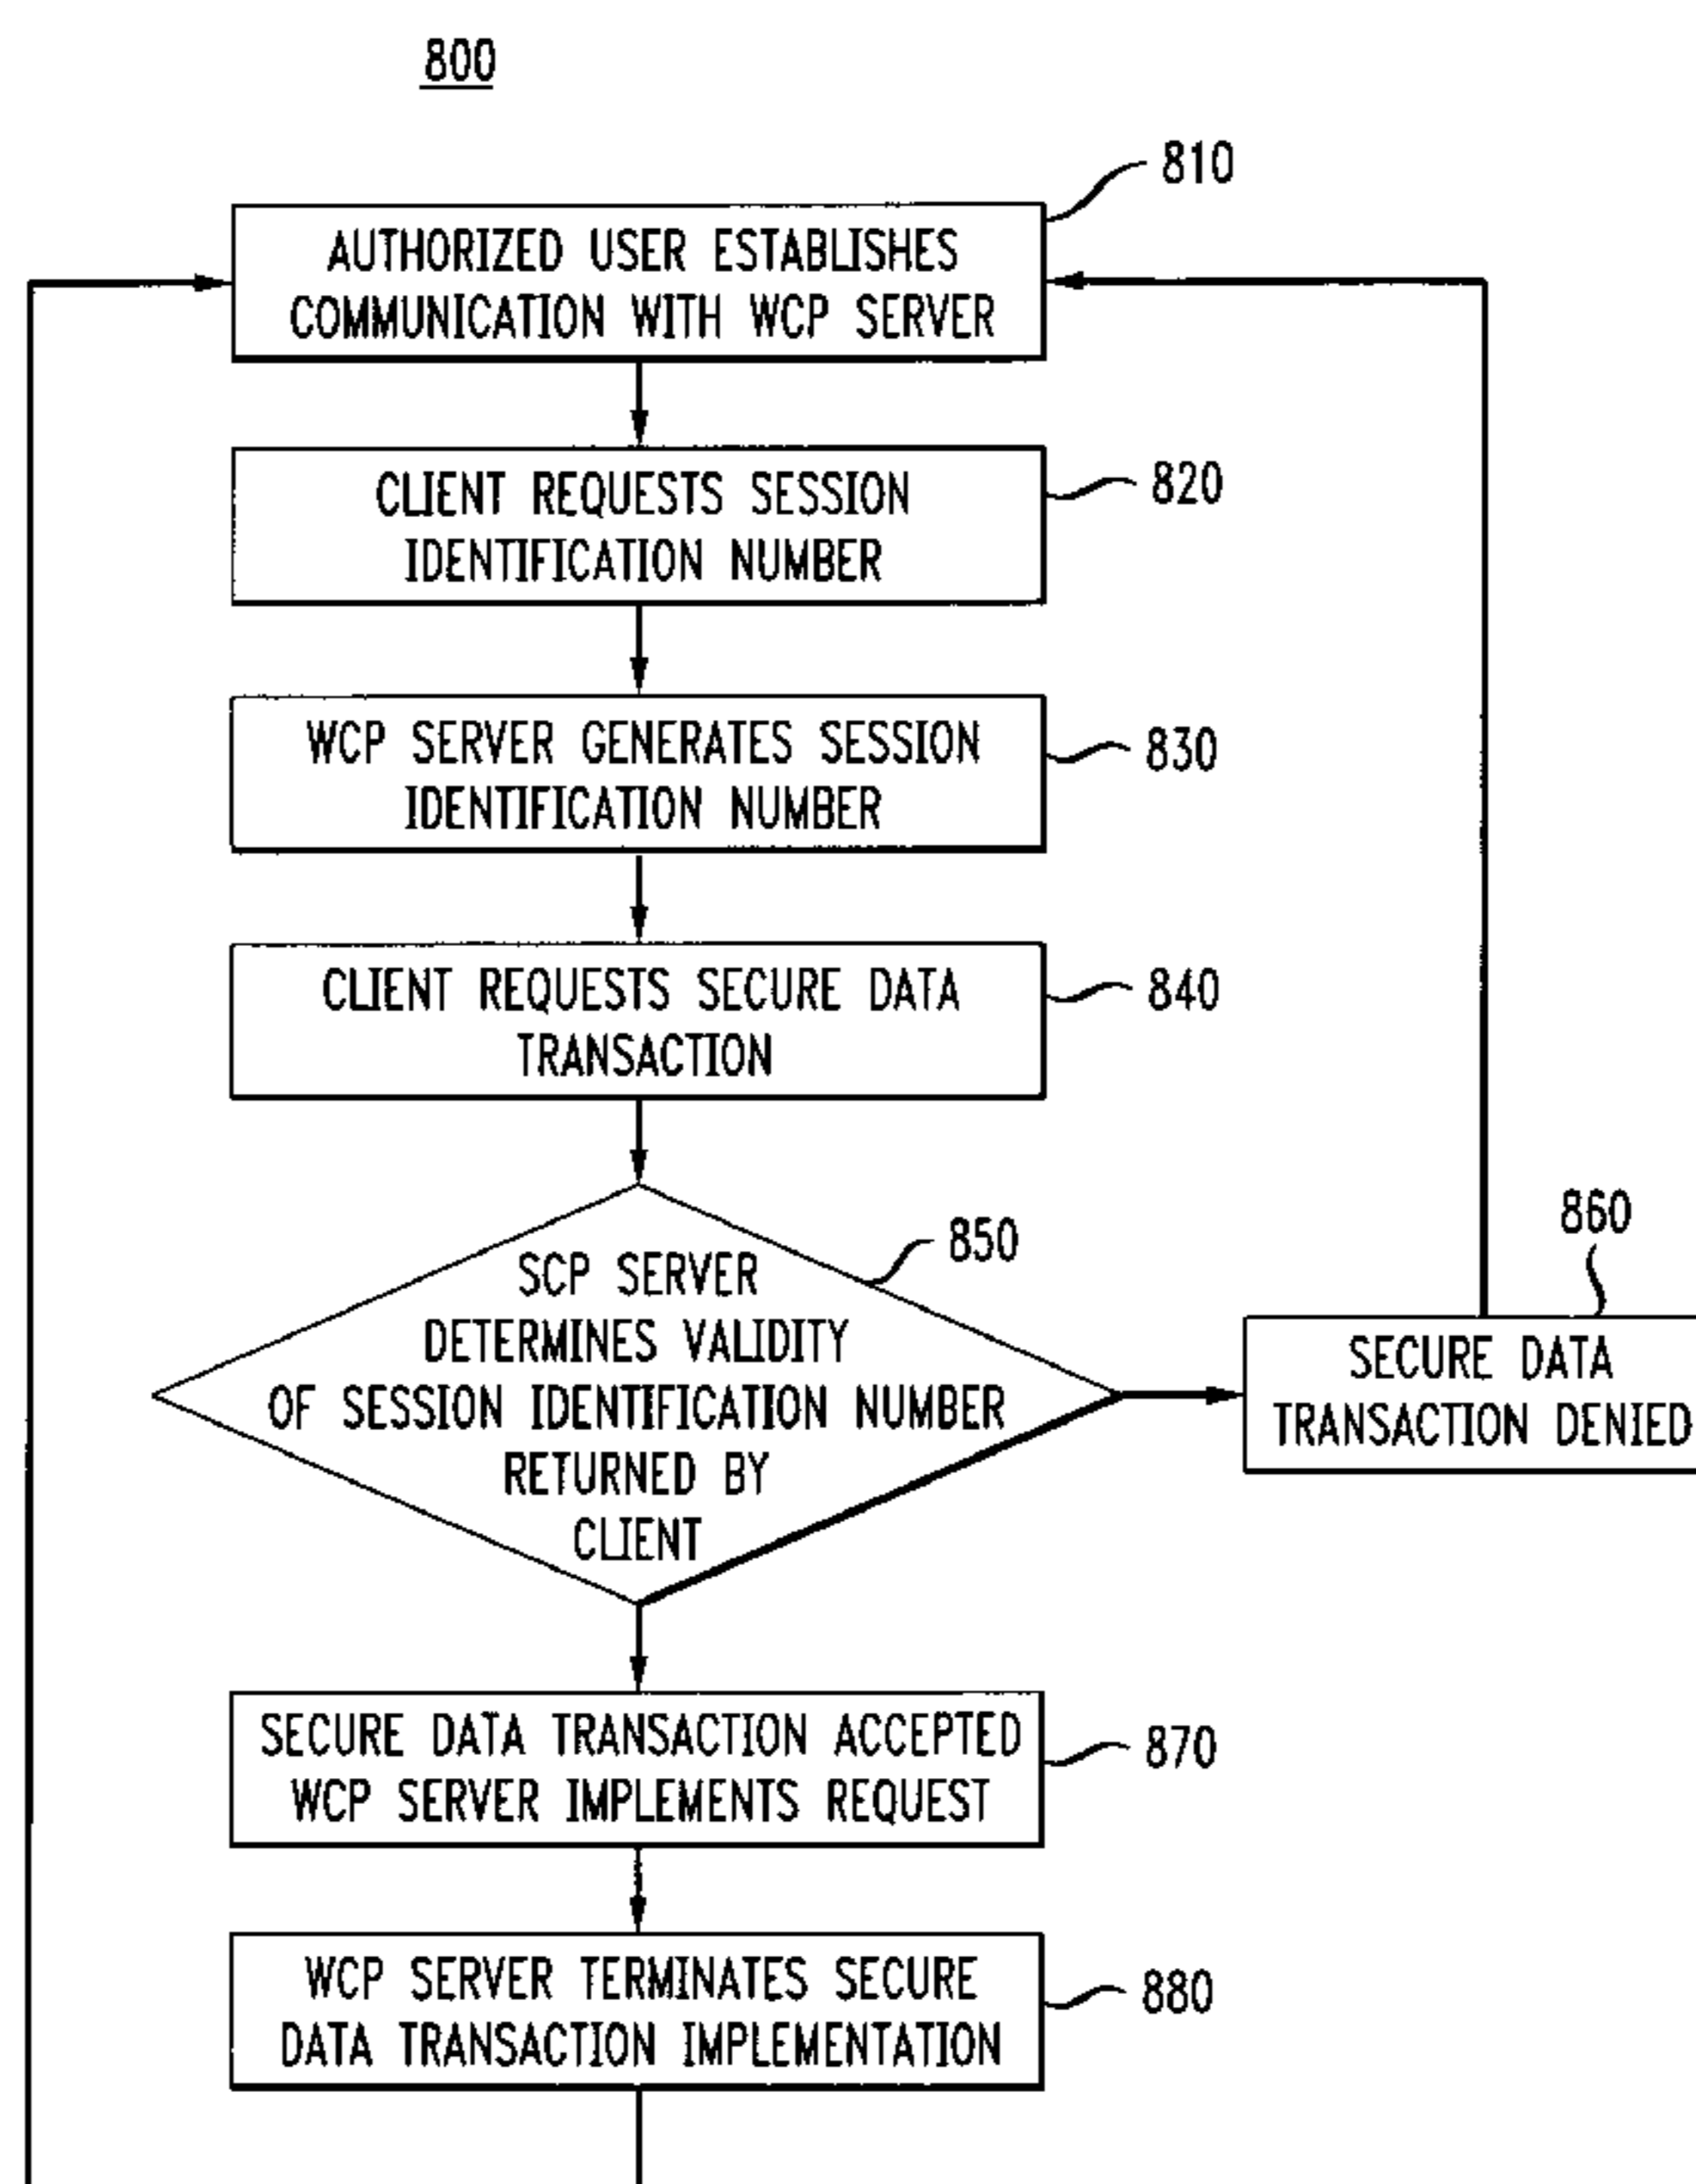 800
810
AUTHORIZED USER ESTABLISHES
COMMUNICATION WITH WCP SERVER
820
CLIENT REQUESTS SESSION
IDENTIFICATION NUMBER
830
WCP SERVER GENERATES SESSION
IDENTIFICATION NUMBER
840
CLIENT REQUESTS SECURE DATA
TRANSACTION
850
SCP SERVER
DETERMINES VALIDITY
OF SESSION IDENTIFICATION NUMBER
RETURNED BY
CLIENT
860
SECURE DATA
TRANSACTION DENIED
870
SECURE DATA TRANSACTION ACCEPTED
WCP SERVER IMPLEMENTS REQUEST
880
WCP SERVER TERMINATES SECURE
DATA TRANSACTION IMPLEMENTATION